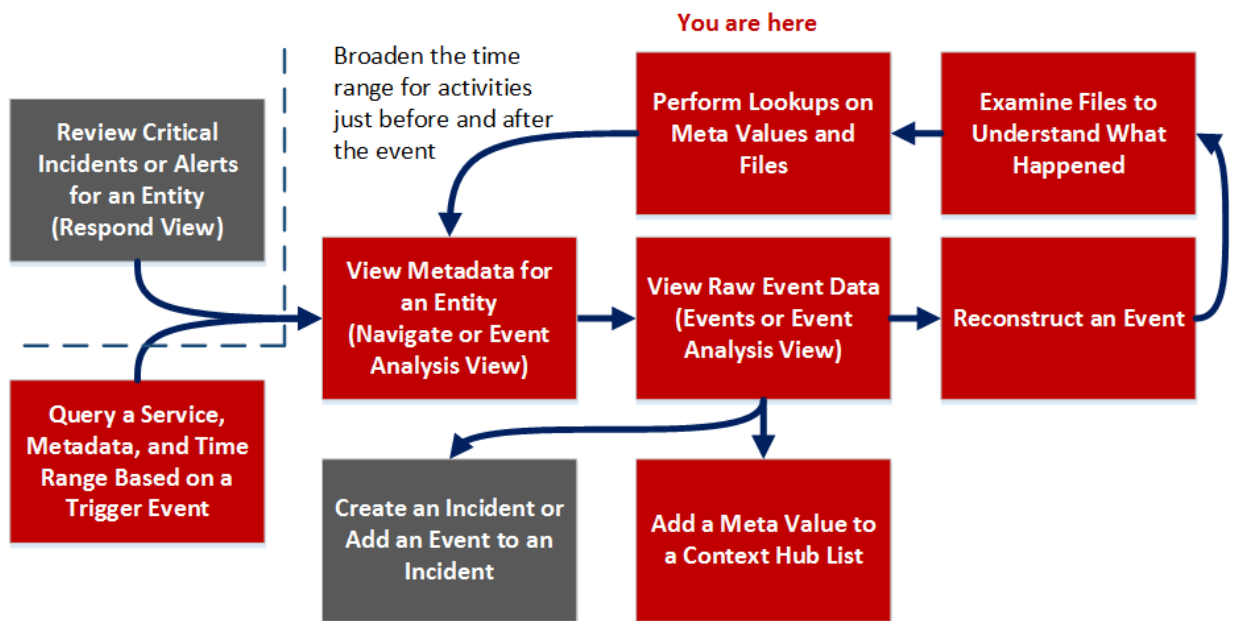 You are here
Broaden the time
range for activities
just before and after
the event
Perform Lookups on
Meta Values and
Files
Examine Files to
Understand What
Happened
Review Critical
Incidents or Alerts
for an Entity
(Respond View)
View Metadata for
an Entity
(Navigate or Event
Analysis View)
View Raw Event Data
(Events or Event
Analysis View)
Reconstruct an Event
Query a Service,
Metadata, and Time
Range Based on a
Trigger Event
Create an Incident or
Add an Event to an
Incident
Add a Meta Value to
a Context Hub List